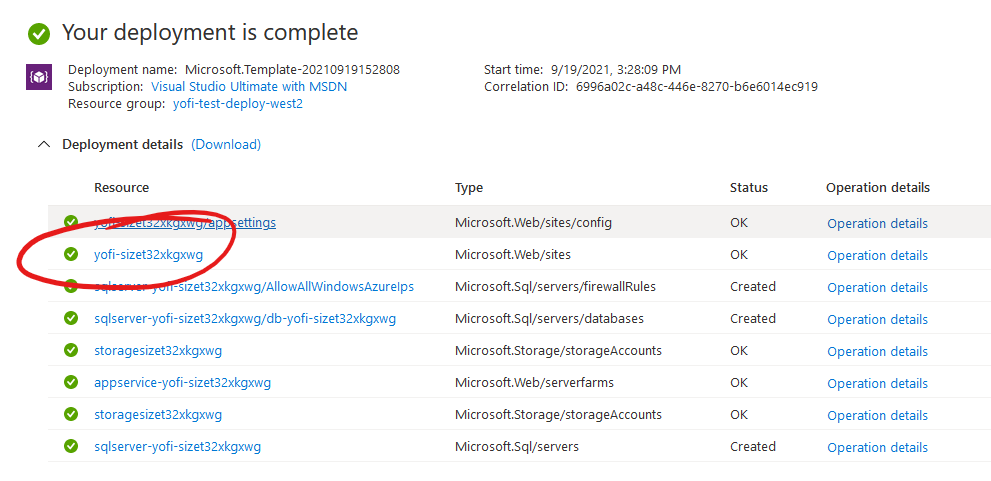 Your deployment is complete
Deployment name: Microsoft.Template-20210919152808 Start time: 9/19/2021, 3:28:09 PM
Subscription: Visual Studio Ultimate with MSDN Correlation ID: 6996a02c-a48c-446e-8270-b6e6014ec919
Resource group: yofi-test-deploy-west2
Deployment details (Download)
Resource Type Status Operation details
yofi-sizet32xkgxwg/appsettings Microsoft.Web/sites/config OK Operation details
yofi-sizet32xkgxwg Microsoft.Web/sites OK Operation details
sqlserver-yofi-sizet32xkgxwg/AllowAllWindowsAzureIps Microsoft.Sql/servers/firewallRules Created Operation details
sqlserver-yofi-sizet32xkgxwg/db-yofi-sizet32xkgxwg Microsoft.Sql/servers/databases Created Operation details
storagesizet32xkgxwg Microsoft.Storage/storageAccounts OK Operation details
appservice-yofi-sizet32xkgxwg Microsoft.Web/serverfarms OK Operation details
storagesizet32xkgxwg Microsoft.Storage/storageAccounts OK Operation details
sqlserver-yofi-sizet32xkgxwg Microsoft.Sql/servers Created Operation details